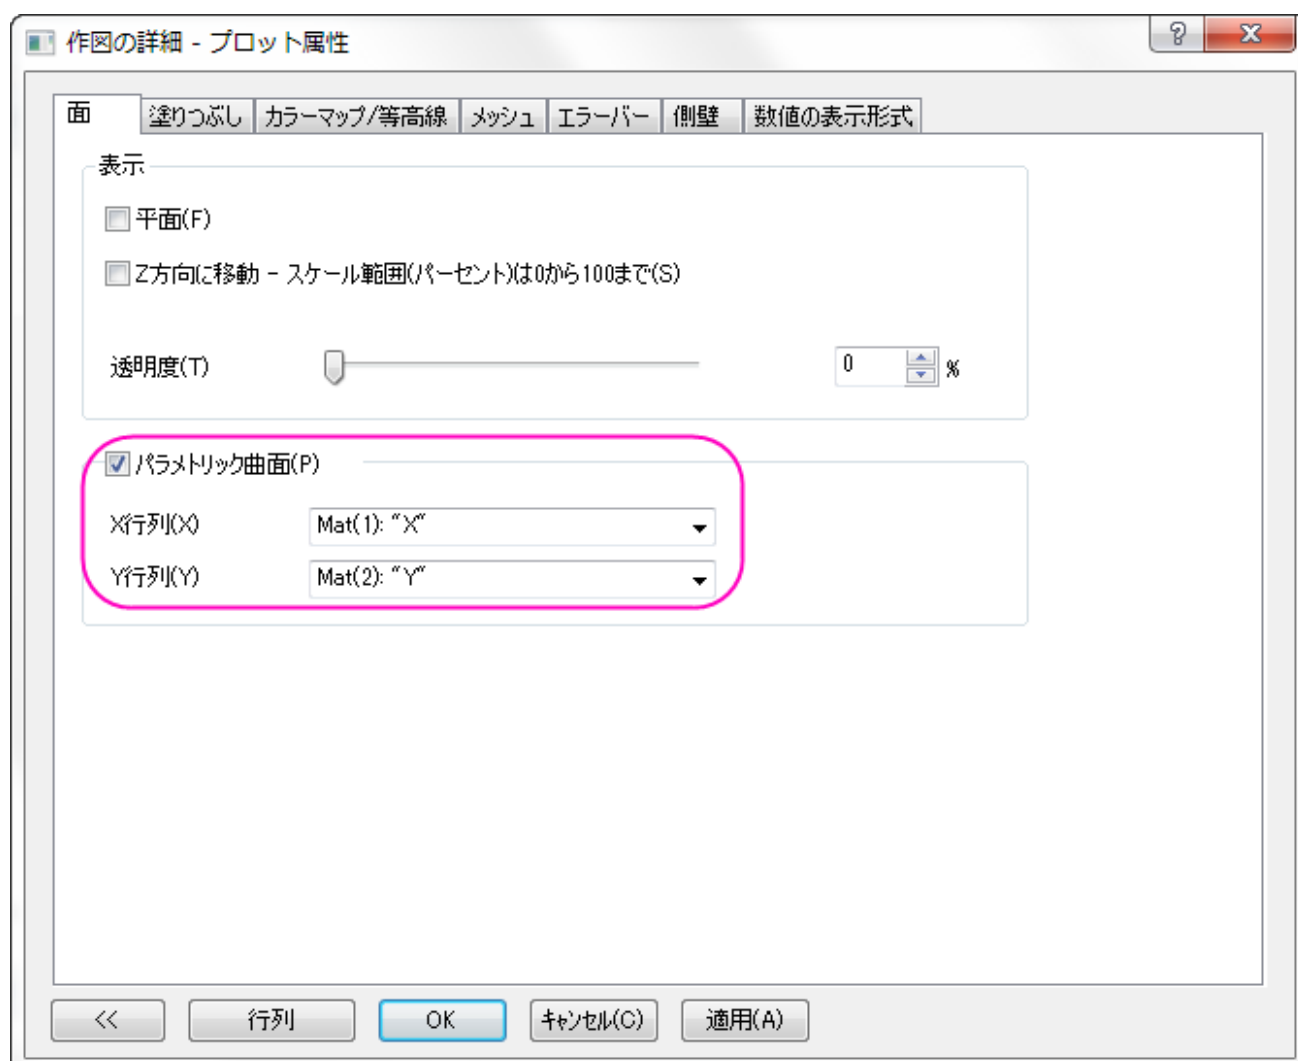 作図の詳細 - プロット属性
面 塗りつぶし カラーマップ/等高線 メッシュ エラーバー 側壁 数値の表示形式
表示
平面(F)
Z方向に移動 - スケール範囲(パーセント)は0から100まで(S)
透明度(T) 0 %
パラメトリック曲面(P)
X行列(X) Mat(1): "X"
Y行列(Y) Mat(2): "Y"
<< 行列 OK キャンセル(C) 適用(A)